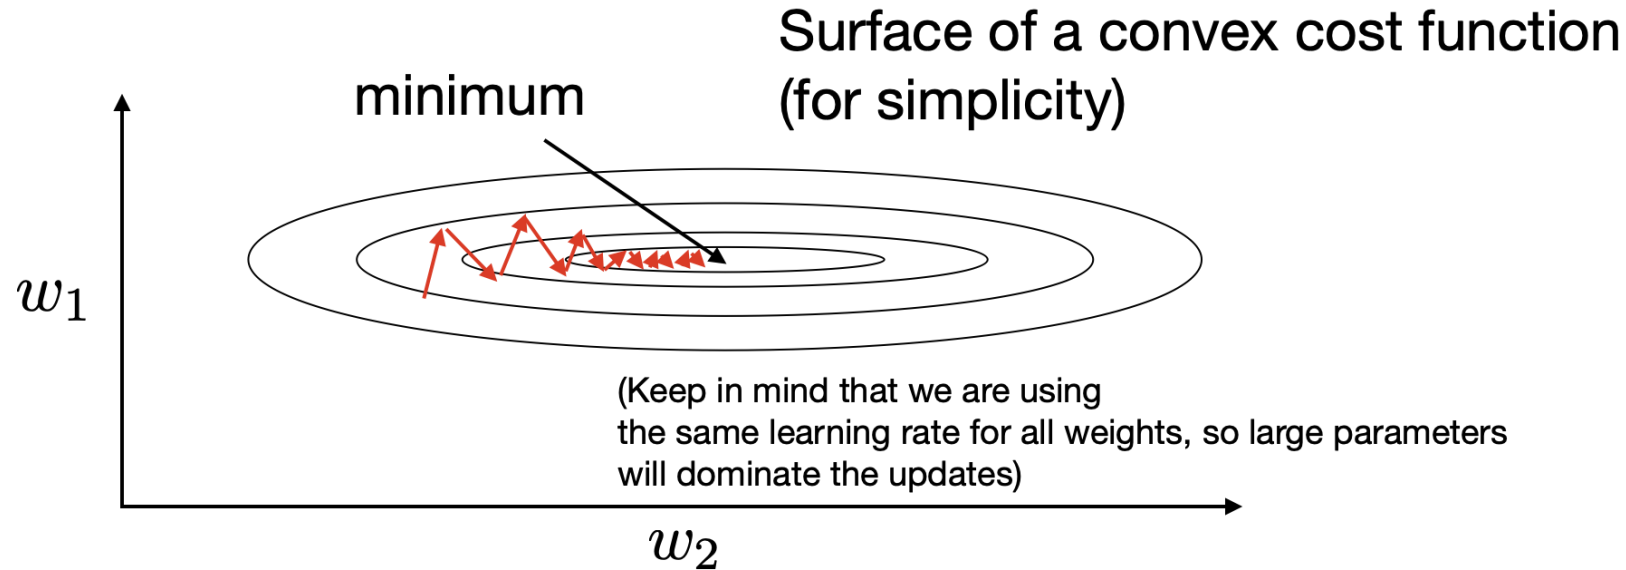 Surface of a convex cost function
(for simplicity)
minimum
w1
(Keep in mind that we are using
the same learning rate for all weights, so large parameters
will dominate the updates)
w2